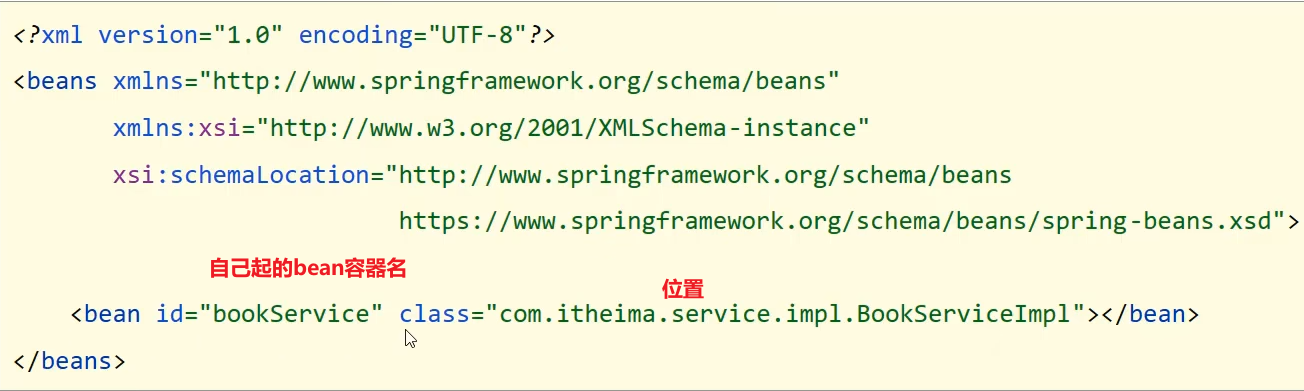 <?xml version="1.0" encoding="UTF-8"?>
<beans xmlns="http://www.springframework.org/schema/beans"
xmlns:xsi="http://www.w3.org/2001/XMLSchema-instance"
xsi:schemaLocation="http://www.springframework.org/schema/beans
https://www.springframework.org/schema/beans/spring-beans.xsd">
自己起的bean容器名
位置
<bean id="bookService" class="com.itheima.service.impl.BookServiceImpl"></bean>
</beans>